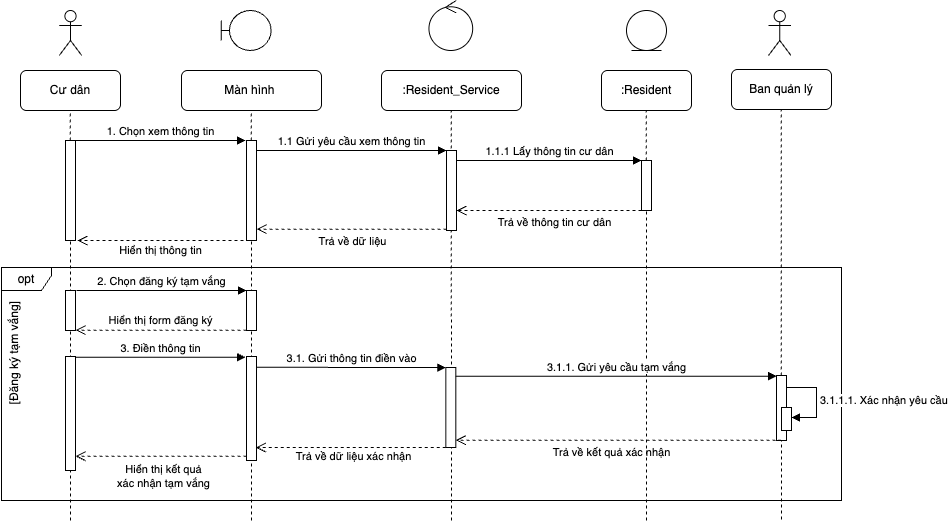 Cư dân
Màn hình
:Resident_Service
:Resident
Ban quản lý
1. Chọn xem thông tin
1.1 Gửi yêu cầu xem thông tin
1.1.1 Lấy thông tin cư dân
Trả về thông tin cư dân
Trả về dữ liệu
Hiển thị thông tin
opt
[Đăng ký tạm vắng]
2. Chọn đăng ký tạm vắng
Hiển thị form đăng ký
3. Điền thông tin
3.1. Gửi thông tin điền vào
3.1.1. Gửi yêu cầu tạm vắng
3.1.1.1. Xác nhận yêu cầu
Trả về kết quả xác nhận
Trả về dữ liệu xác nhận
Hiển thị kết quả
xác nhận tạm vắng